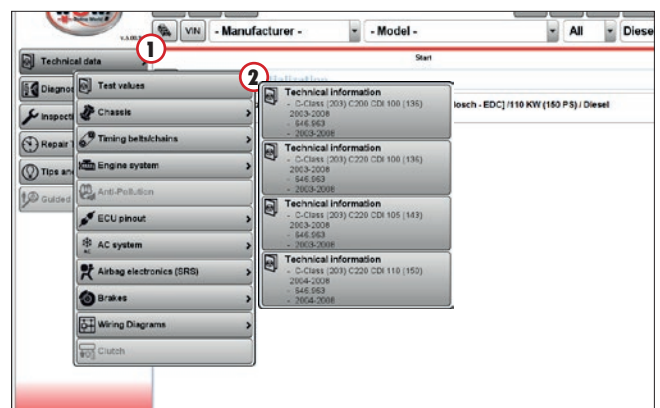 v.5.00.
VIN
- Manufacturer -
- Model -
All
Diese
Technical data
1
Start
2
Diagnos
Inspecti
Repair T
Tips an
Guided
Test values
Chassis
Timing belts/chains
Engine system
Anti-Pollution
ECU pinout
AC system
AC
Airbag electronics (SRS)
Brakes
Wiring Diagrams
Clutch
Technical information
- C-Class (203) C200 CDI 100 (136)
2003-2008
- 646.963
- 2003-2008
Technical information
- C-Class (203) C220 CDI 100 (136)
2003-2008
- 646.963
- 2003-2008
Technical information
- C-Class (203) C220 CDI 105 (143)
2003-2008
- 646.963
- 2003-2008
Technical information
- C-Class (203) C220 CDI 110 (150)
2004-2008
- 646.963
- 2004-2008
Bosch - EDC] /110 KW (150 PS) / Diesel